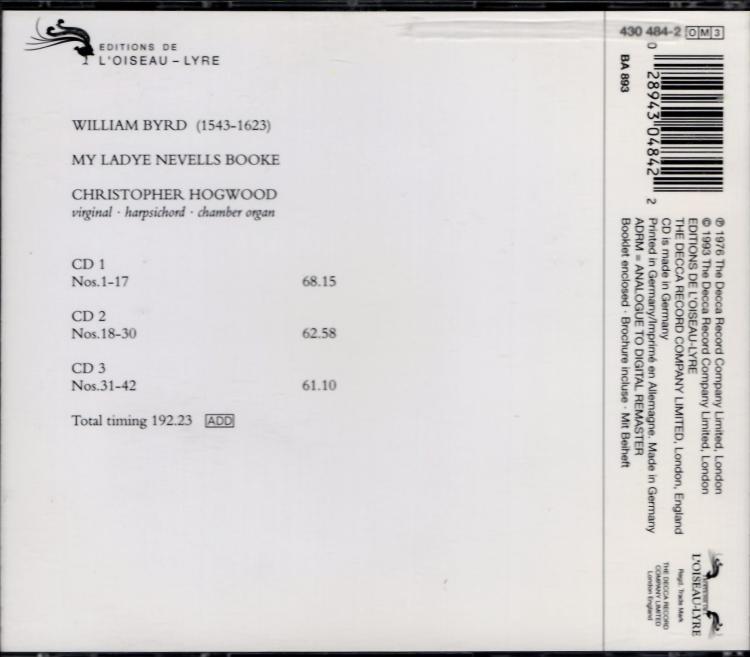 EDITIONS DE
L'OISEAU-LYRE
WILLIAM BYRD (1543-1623)
MY LADYE NEVELLS BOOKE
CHRISTOPHER HOGWOOD
virginal · harpsichord · chamber organ
CD 1
Nos.1-17 68.15
CD 2
Nos.18-30 62.58
CD 3
Nos.31-42 61.10
Total timing 192.23 ADD
430 484-2 OM3
0 28943 04842 2
BA 893
℗ 1976 The Decca Record Company Limited, London
© 1993 The Decca Record Company Limited, London
EDITIONS DE L'OISEAU-LYRE
THE DECCA RECORD COMPANY LIMITED, London, England
CD is made in Germany
Printed in Germany/Imprimé en Allemagne. Made in Germany
ADRM = ANALOGUE TO DIGITAL REMASTER
Booklet enclosed · Brochure incluse · Mit Beiheft
EDITIONS DE
L'OISEAU-LYRE
Regd. Trade Mark
THE DECCA RECORD
COMPANY LIMITED
London England